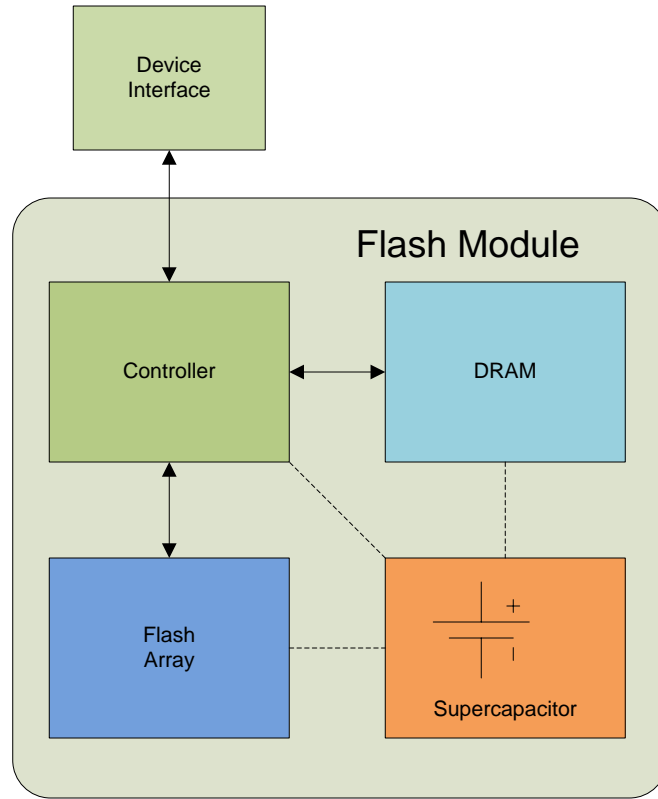 Device
Interface
Flash Module
Controller
DRAM
Flash
Array
+
–
Supercapacitor